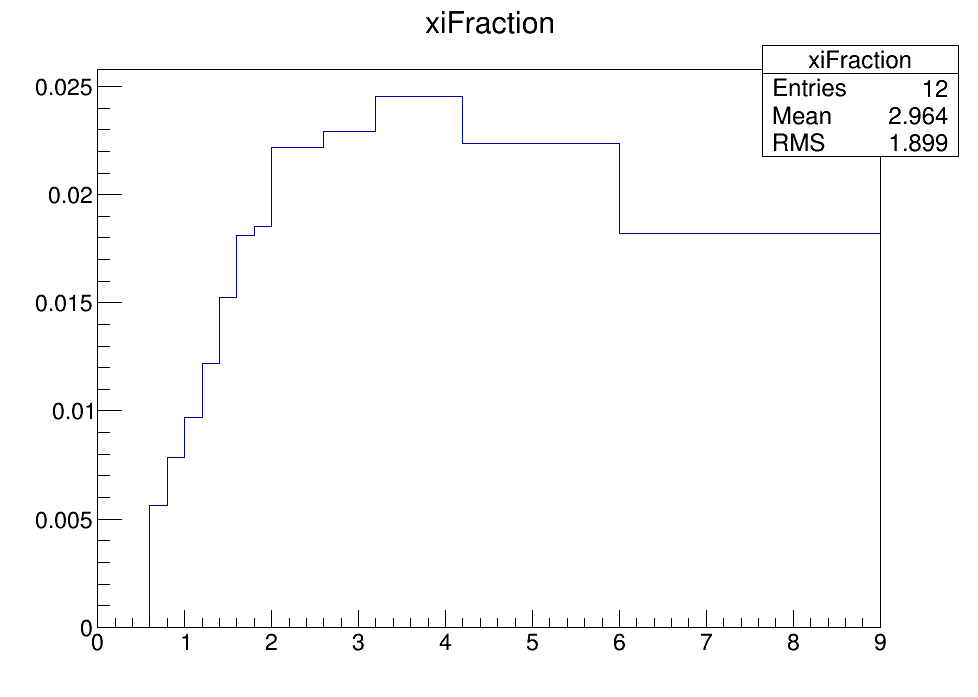 xiFraction
xiFraction
Entries 12
Mean 2.964
RMS 1.899
0.025
0.02
0.015
0.01
0.005
0
0 1 2 3 4 5 6 7 8 9